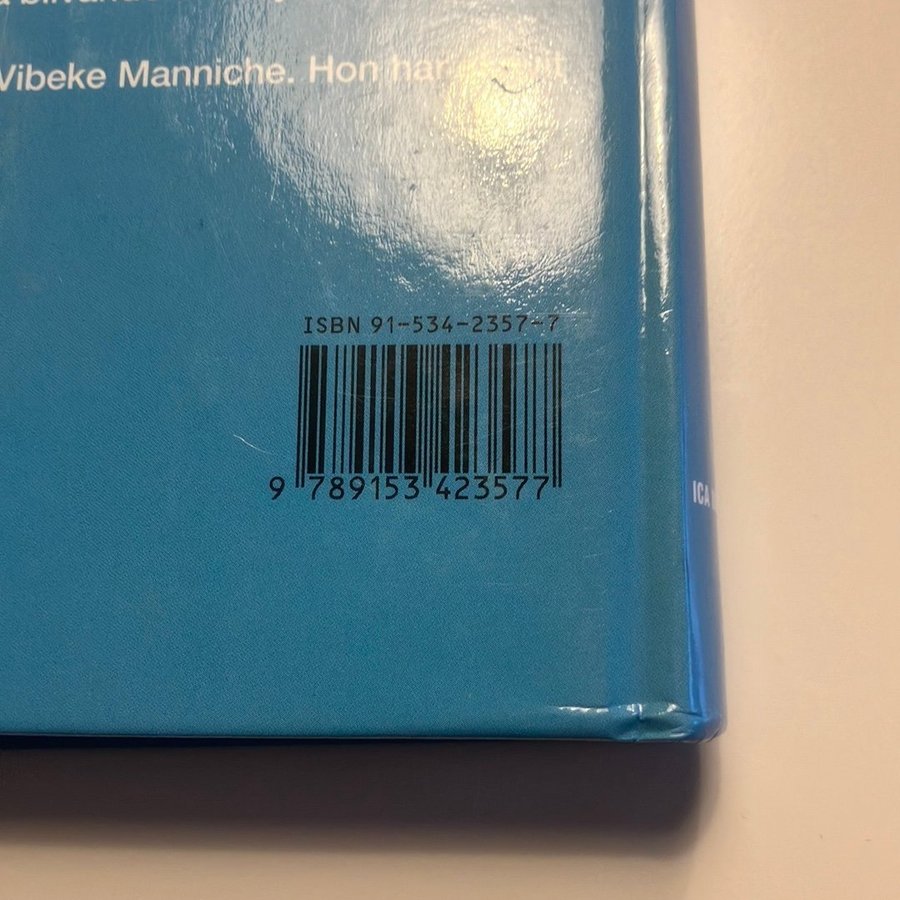 Vibeke Manniche. Hon har
ISBN 91-534-2357-7
9 789153 423577
ICA